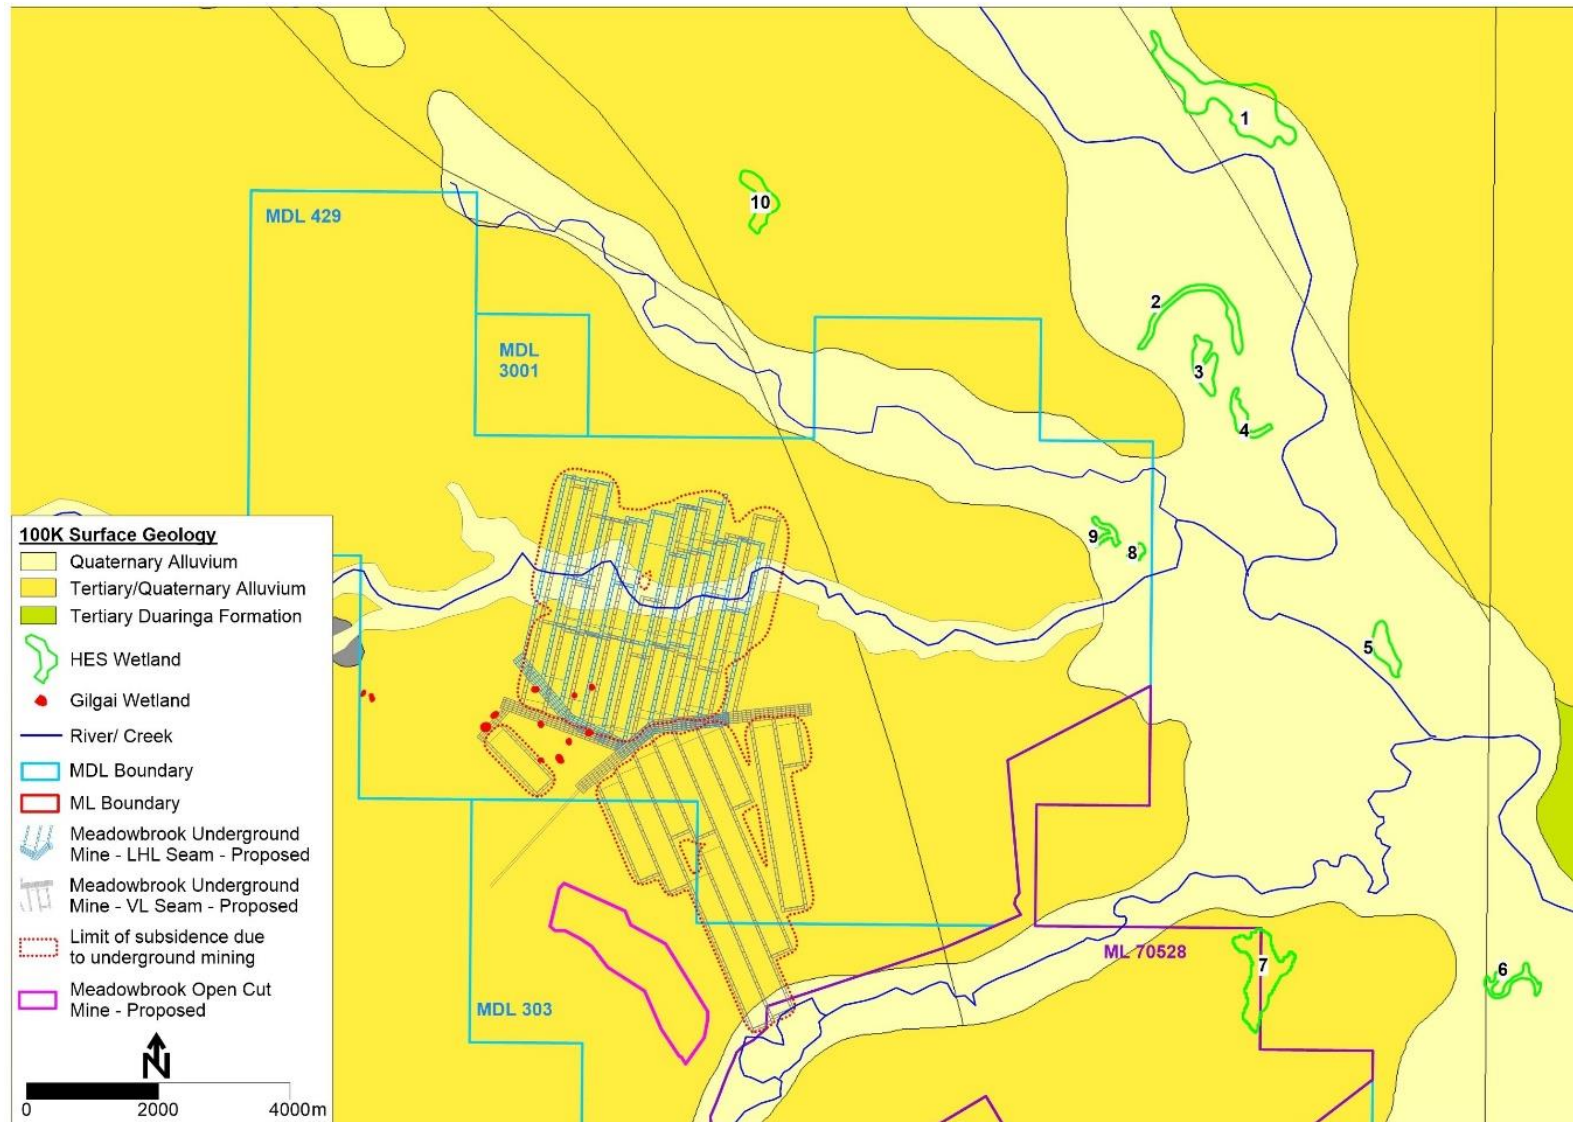 1
10
MDL 429
2
MDL
3001
3
4
9
8
5
100K Surface Geology
Quaternary Alluvium
Tertiary/Quaternary Alluvium
Tertiary Duaringa Formation
HES Wetland
Gilgai Wetland
River/ Creek
MDL Boundary
ML Boundary
Meadowbrook Underground
Mine - LHL Seam - Proposed
Meadowbrook Underground
Mine - VL Seam - Proposed
Limit of subsidence due
to underground mining
Meadowbrook Open Cut
Mine - Proposed
N
0 2000 4000m
ML 70528
7
6
MDL 303